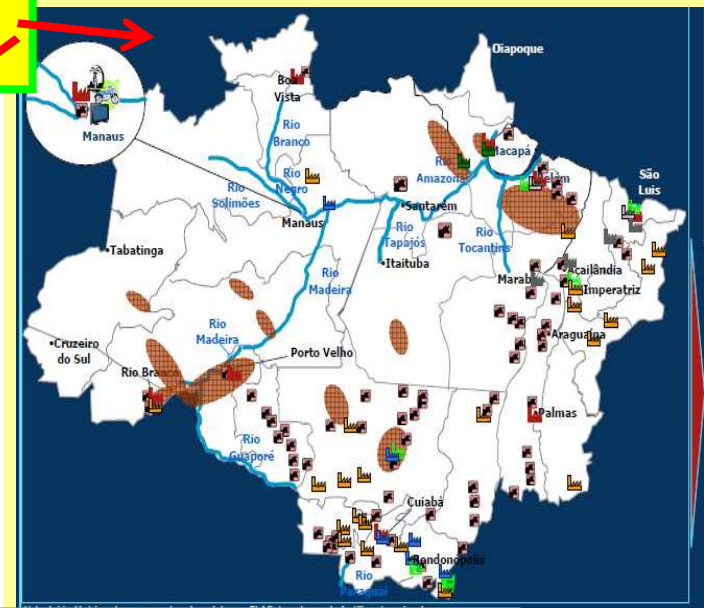 Oiapoque
Boa
Vista
Manaus
Rio
Branco
Macapá
Rio
Amazonas
São
Luis
Rio
Negro
Rio
Solimões
•Santarém
Manaus
Rio
Tapajós
Rio
Tocantins
•Tabatinga
•Itaituba
Rio
Madeira
Marabá
Açailândia
Imperatriz
Rio
Madeira
•Cruzeiro
do Sul
Porto Velho
•Araguaína
Rio Branco
•Palmas
Rio
Guaporé
Cuiabá
Rondonópolis
Rio
Paraguai